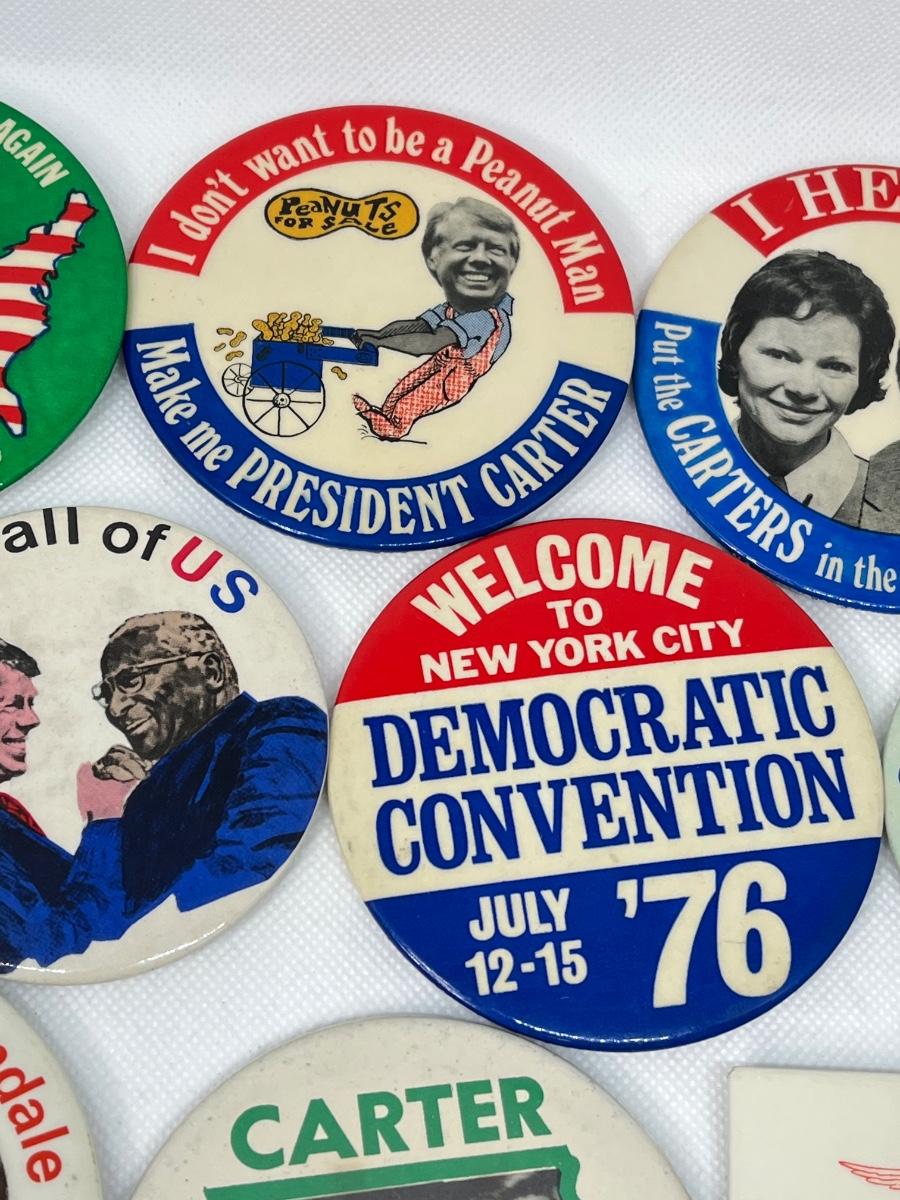 AGAIN
I don't want to be a Peanut Man
PEANUTS
FOR SALE
Make me PRESIDENT CARTER
I HE
Put the CARTERS in the
all of US
WELCOME
TO
NEW YORK CITY
DEMOCRATIC
CONVENTION
JULY
12-15
'76
dale
CARTER